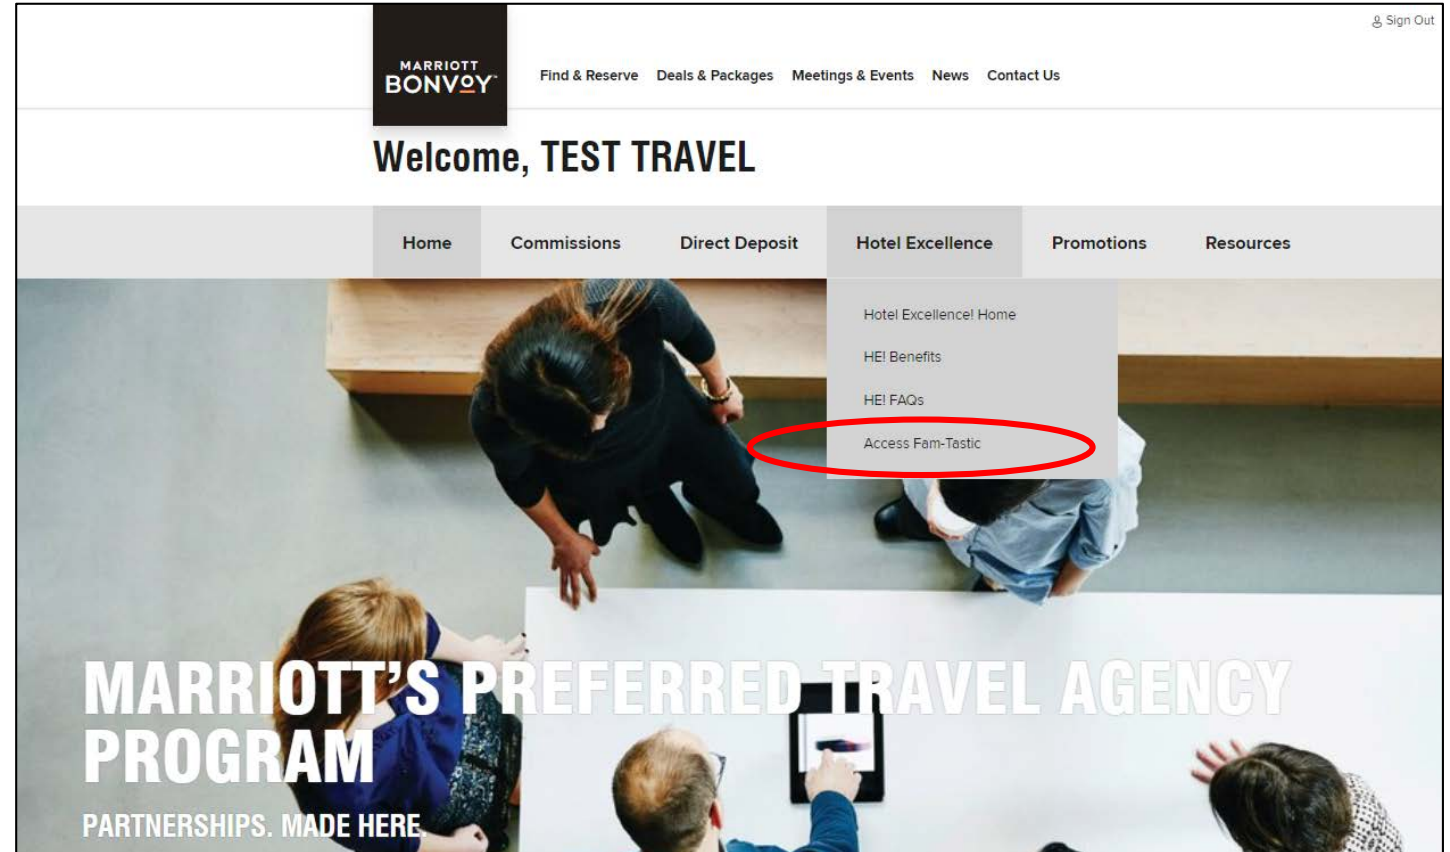 Sign Out
MARRIOTT
BONVOY™
Find & Reserve Deals & Packages Meetings & Events News Contact Us
Welcome, TEST TRAVEL
Home Commissions Direct Deposit Hotel Excellence Promotions Resources
Hotel Excellence! Home
HE! Benefits
HE! FAQs
Access Fam-Tastic
MARRIOTT'S PREFERRED TRAVEL AGENCY
PROGRAM
PARTNERSHIPS. MADE HERE.